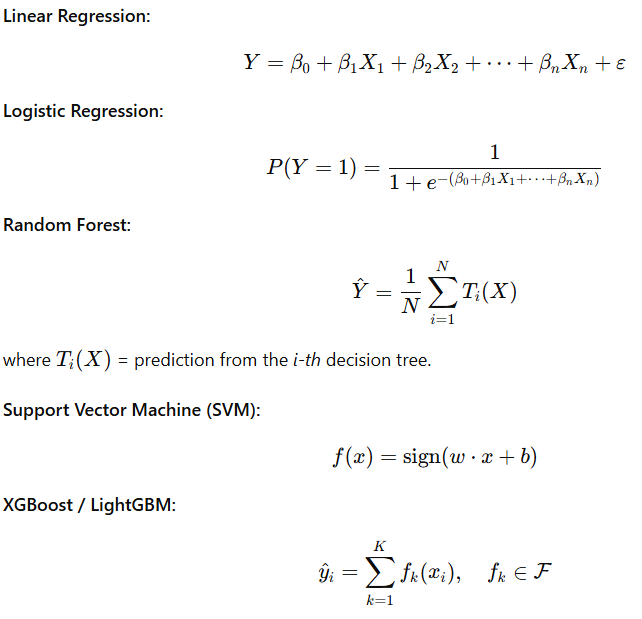 Linear Regression:
Y = β₀ + β₁X₁ + β₂X₂ + ⋯ + βₙXₙ + ε
Logistic Regression:
P(Y = 1) = 1 / (1 + e^−(β₀+β₁X₁+⋯+βₙXₙ))
Random Forest:
Ŷ = 1/N ∑_{i=1}^{N} Tᵢ(X)
where Tᵢ(X) = prediction from the i-th decision tree.
Support Vector Machine (SVM):
f(x) = sign(w · x + b)
XGBoost / LightGBM:
ŷᵢ = ∑_{k=1}^{K} fₖ(xᵢ), fₖ ∈ ℱ